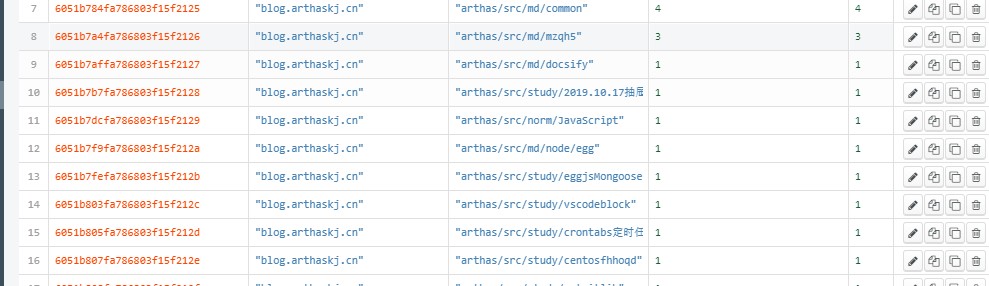 7 6051b784fa786803f15f2125 "blog.arthaskj.cn" "arthas/src/md/common" 4 4
8 6051b7a4fa786803f15f2126 "blog.arthaskj.cn" "arthas/src/md/mzqh5" 3 3
9 6051b7affa786803f15f2127 "blog.arthaskj.cn" "arthas/src/md/docsify" 1 1
10 6051b7b7fa786803f15f2128 "blog.arthaskj.cn" "arthas/src/study/2019.10.17抽屉 1 1
11 6051b7dcfa786803f15f2129 "blog.arthaskj.cn" "arthas/src/norm/JavaScript" 1 1
12 6051b7f9fa786803f15f212a "blog.arthaskj.cn" "arthas/src/md/node/egg" 1 1
13 6051b7fefa786803f15f212b "blog.arthaskj.cn" "arthas/src/study/eggjsMongoose 1 1
14 6051b803fa786803f15f212c "blog.arthaskj.cn" "arthas/src/study/vscodeblock" 1 1
15 6051b805fa786803f15f212d "blog.arthaskj.cn" "arthas/src/study/crontabs定时任 1 1
16 6051b807fa786803f15f212e "blog.arthaskj.cn" "arthas/src/study/centosfhhoqd" 1 1